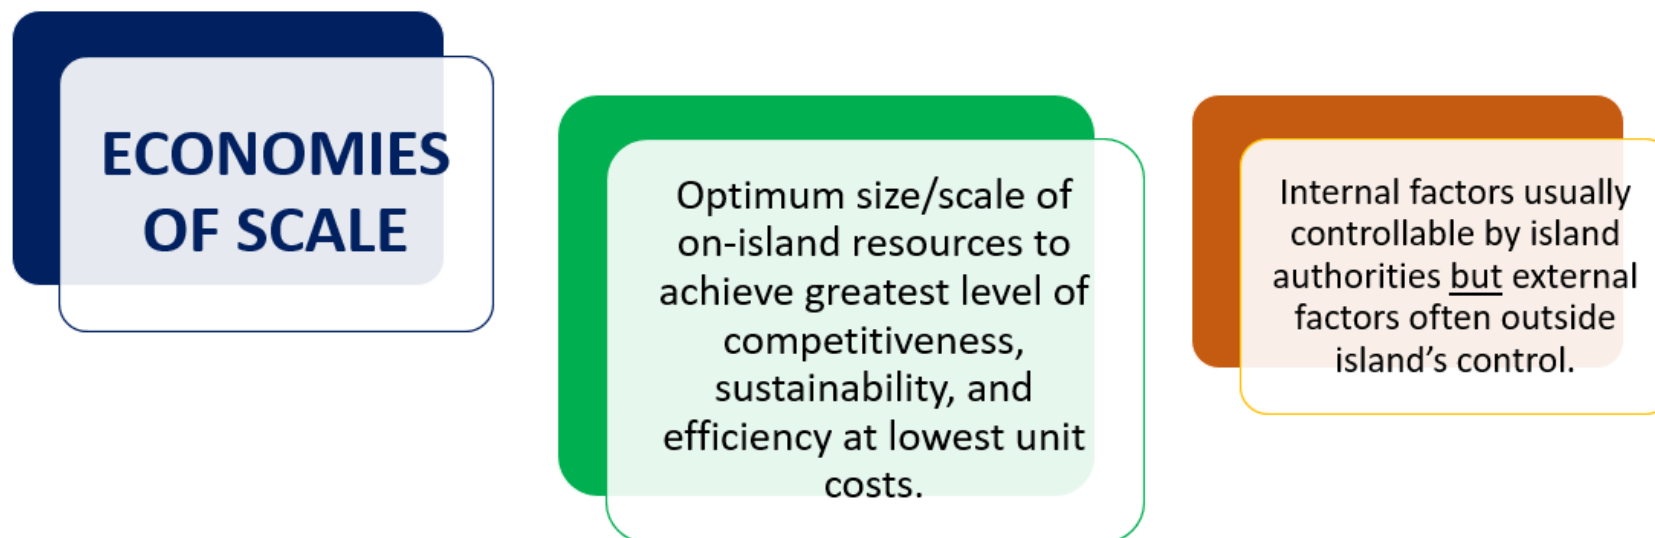 ECONOMIES
OF SCALE
Optimum size/scale of
on-island resources to
achieve greatest level of
competitiveness,
sustainability, and
efficiency at lowest unit
costs.
Internal factors usually
controllable by island
authorities but external
factors often outside
island’s control.